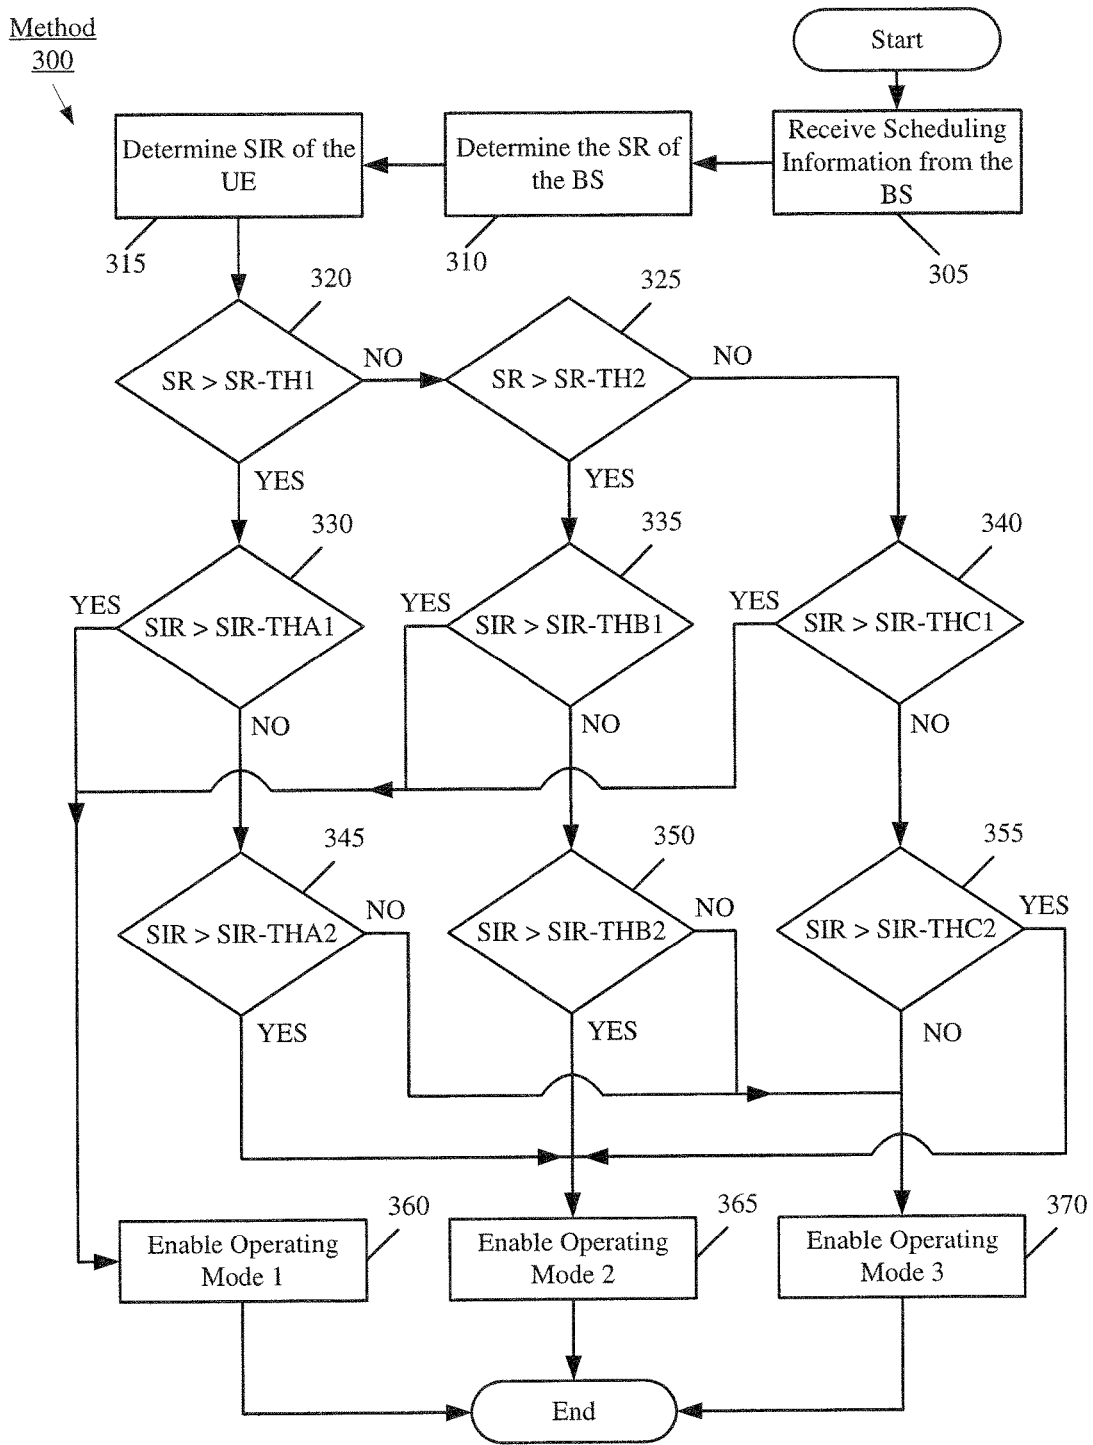 Method
300
Start
Determine SIR of the
UE
Determine the SR of
the BS
Receive Scheduling
Information from the
BS
315
310
305
320
325
SR > SR-TH1
NO
SR > SR-TH2
NO
YES
YES
330
335
340
YES
SIR > SIR-THA1
YES
SIR > SIR-THB1
YES
SIR > SIR-THC1
NO
NO
NO
345
350
355
SIR > SIR-THA2
NO
SIR > SIR-THB2
NO
SIR > SIR-THC2
YES
YES
YES
NO
360
365
370
Enable Operating
Mode 1
Enable Operating
Mode 2
Enable Operating
Mode 3
End